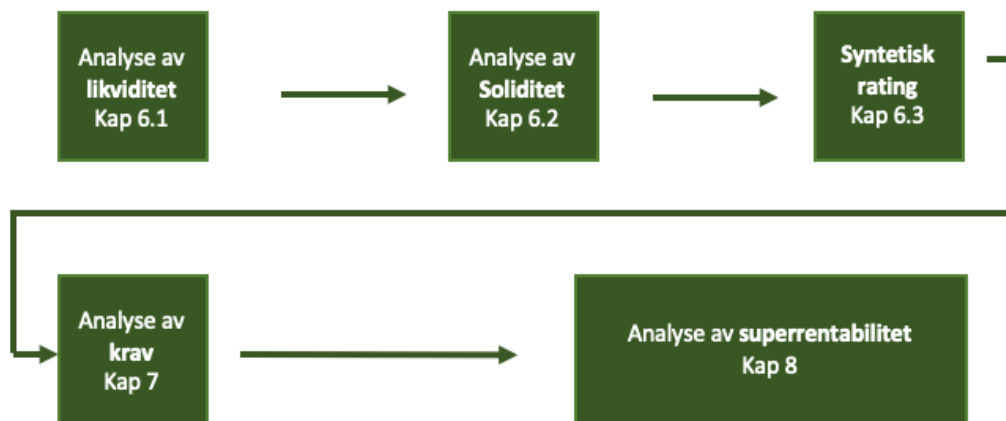 Analyse av
likviditet
Kap 6.1
Analyse av
Soliditet
Kap 6.2
Syntetisk
rating
Kap 6.3
Analyse av
krav
Kap 7
Analyse av superrentabilitet
Kap 8